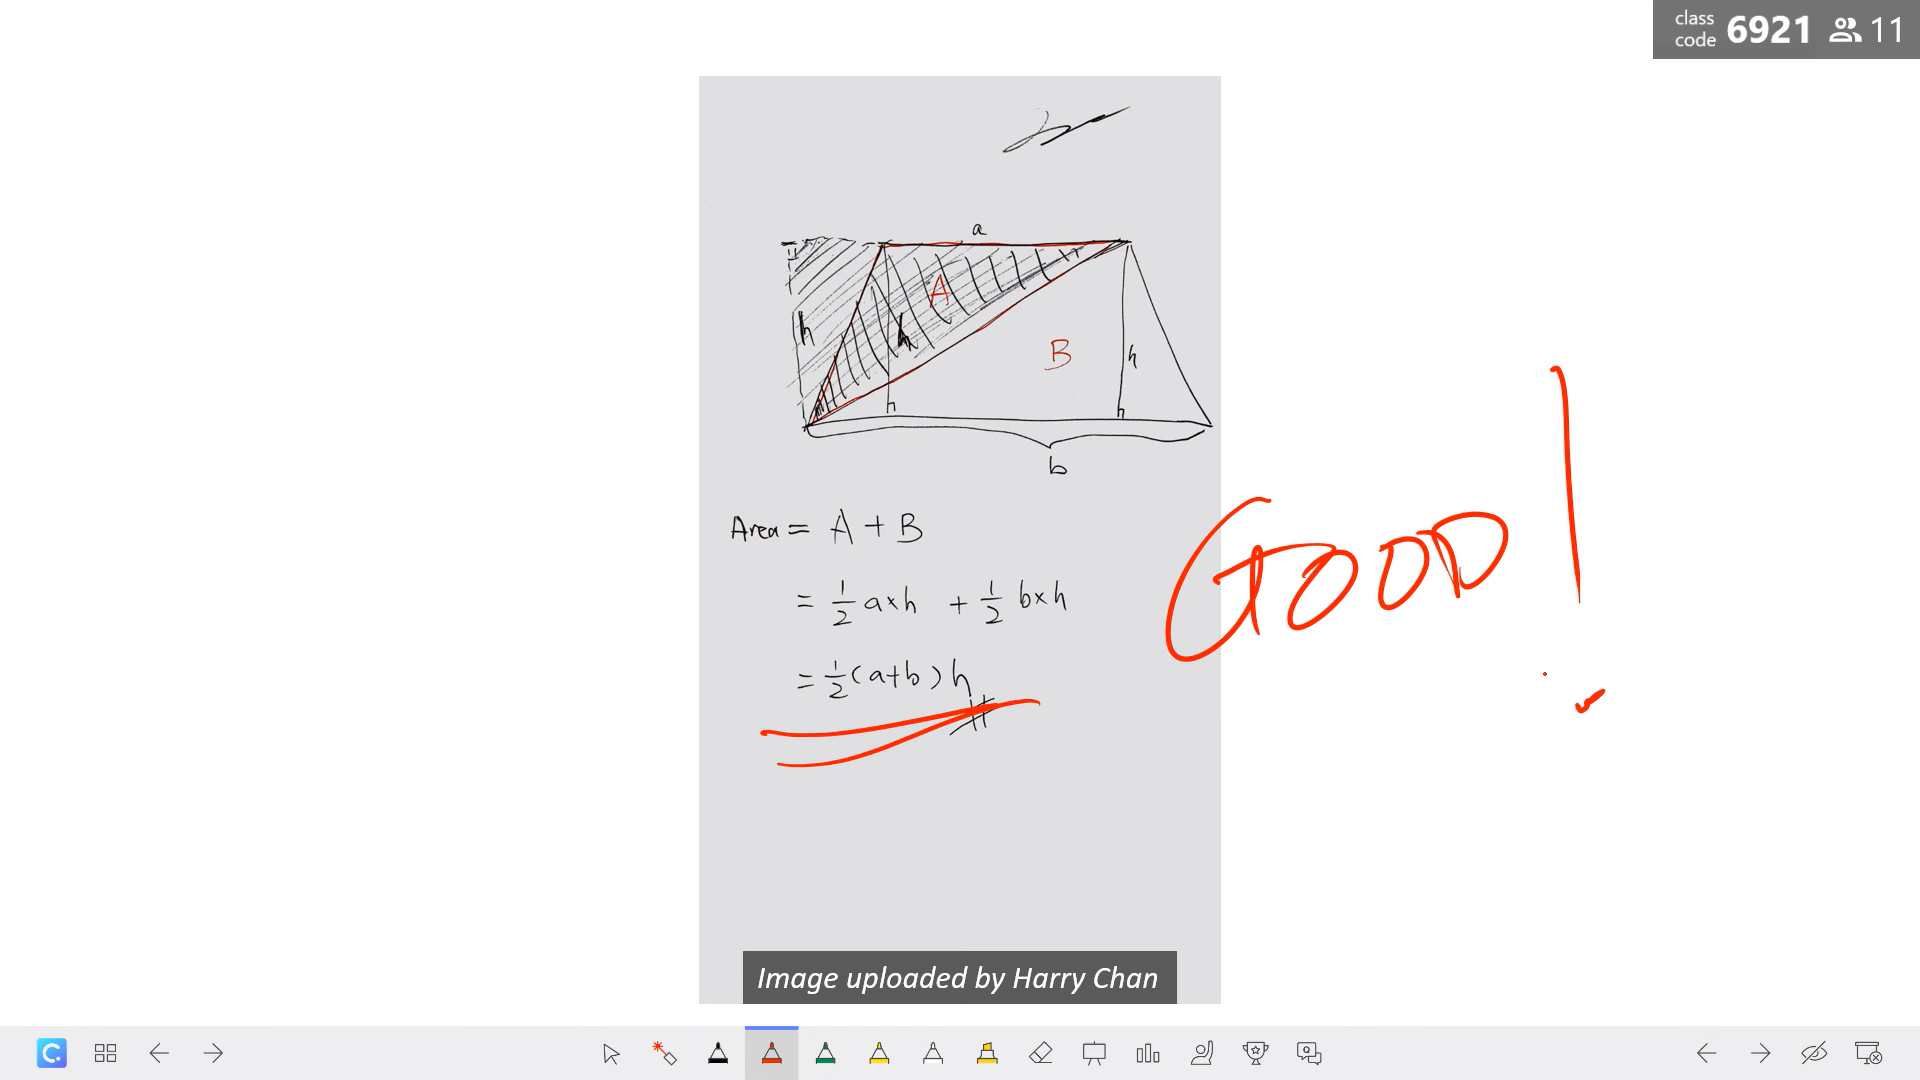 class code 6921 11
a
h
A
h
B
h
b
Area = A + B
= 1/2 a×h + 1/2 b×h
= 1/2 (a+b) h
GOOD!
Image uploaded by Harry Chan